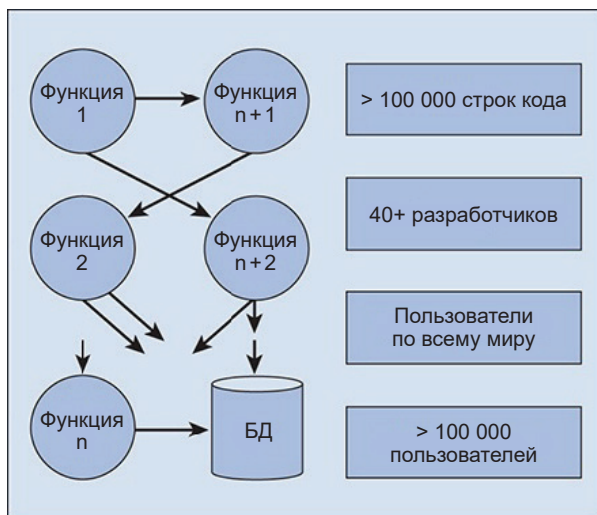 Функция
1
Функция
n+1
> 100 000 строк кода
Функция
2
Функция
n+2
40+ разработчиков
Пользователи
по всему миру
Функция
n
БД
> 100 000
пользователей